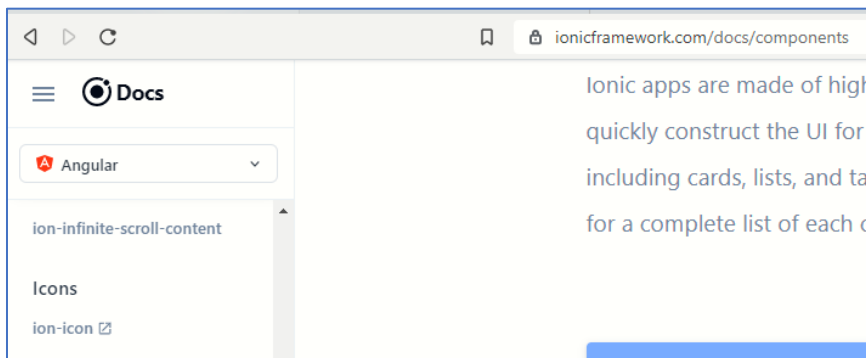 ionicframework.com/docs/components
Docs
Angular
ion-infinite-scroll-content
Icons
ion-icon
Ionic apps are made of high
quickly construct the UI for
including cards, lists, and ta
for a complete list of each